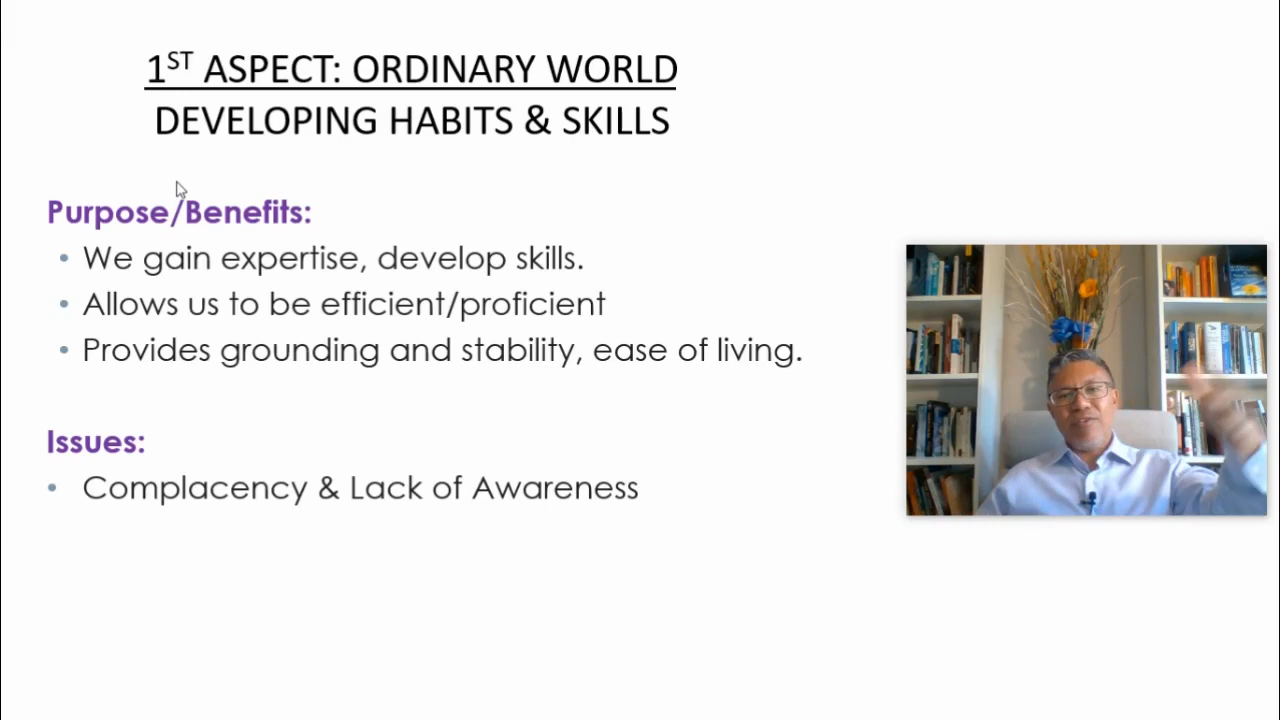 1ST ASPECT: ORDINARY WORLD
DEVELOPING HABITS & SKILLS
Purpose/Benefits:
• We gain expertise, develop skills.
• Allows us to be efficient/proficient
• Provides grounding and stability, ease of living.
Issues:
• Complacency & Lack of Awareness